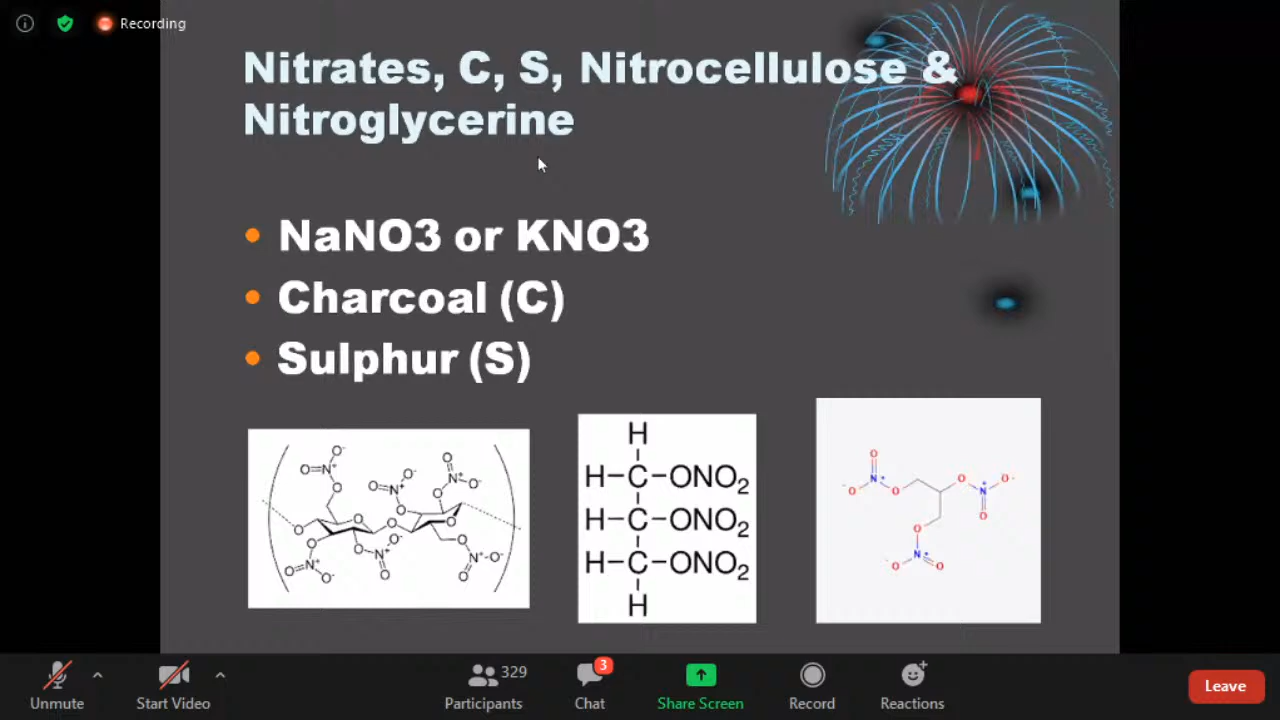 Recording
Nitrates, C, S, Nitrocellulose &
Nitroglycerine
• NaNO3 or KNO3
• Charcoal (C)
• Sulphur (S)
O⁻
O=N⁺
O
O⁻
O=N⁺
O
O
N⁺
O⁻
O
O
O
O
O
O
N⁺
O=
O⁻
O
N⁺
O⁻
O
O
N⁺-O⁻
O
H
H-C-ONO₂
H-C-ONO₂
H-C-ONO₂
H
O
N⁺
⁻O
O
O
N⁺
O⁻
O
O
N⁺
⁻O
O
329
3
Unmute
Start Video
Participants
Chat
Share Screen
Record
Reactions
Leave